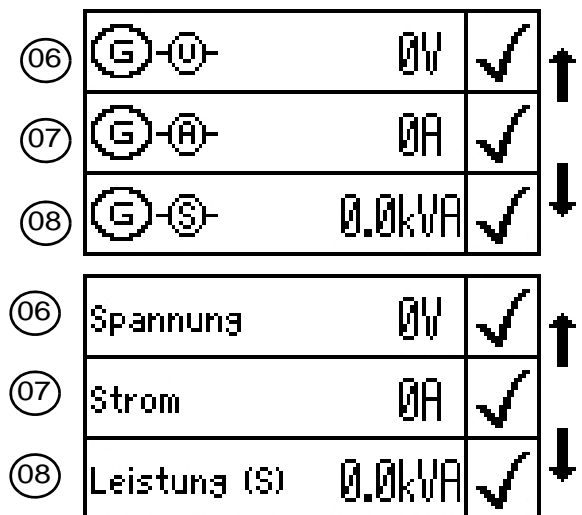 06 G U 0V
07 G A 0A
08 G S 0.0kVA
06 Spannung 0V
07 Strom 0A
08 Leistung (S) 0.0kVA